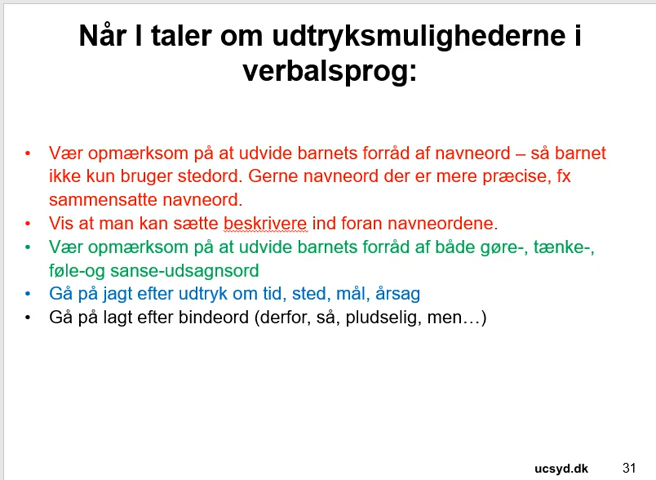 Når I taler om udtryksmulighederne i
verbalsprog:
• Vær opmærksom på at udvide barnets forråd af navneord – så barnet
ikke kun bruger stedord. Gerne navneord der er mere præcise, fx
sammensatte navneord.
• Vis at man kan sætte beskrivere ind foran navneordene.
• Vær opmærksom på at udvide barnets forråd af både gøre-, tænke-,
føle-og sanse-udsagnsord
• Gå på jagt efter udtryk om tid, sted, mål, årsag
• Gå på lagt efter bindeord (derfor, så, pludselig, men…)
ucsyd.dk 31